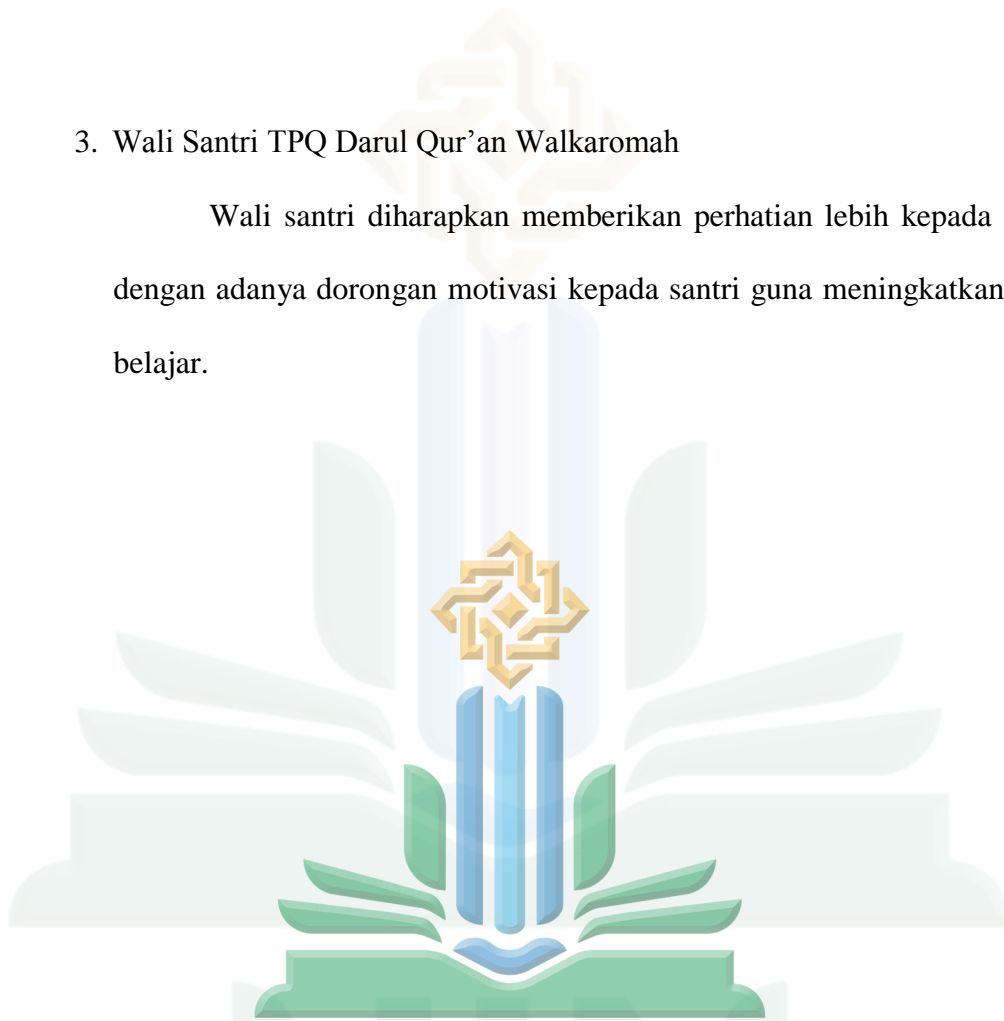 3. Wali Santri TPQ Darul Qur’an Walkaromah
Wali santri diharapkan memberikan perhatian lebih kepada
dengan adanya dorongan motivasi kepada santri guna meningkatkan
belajar.